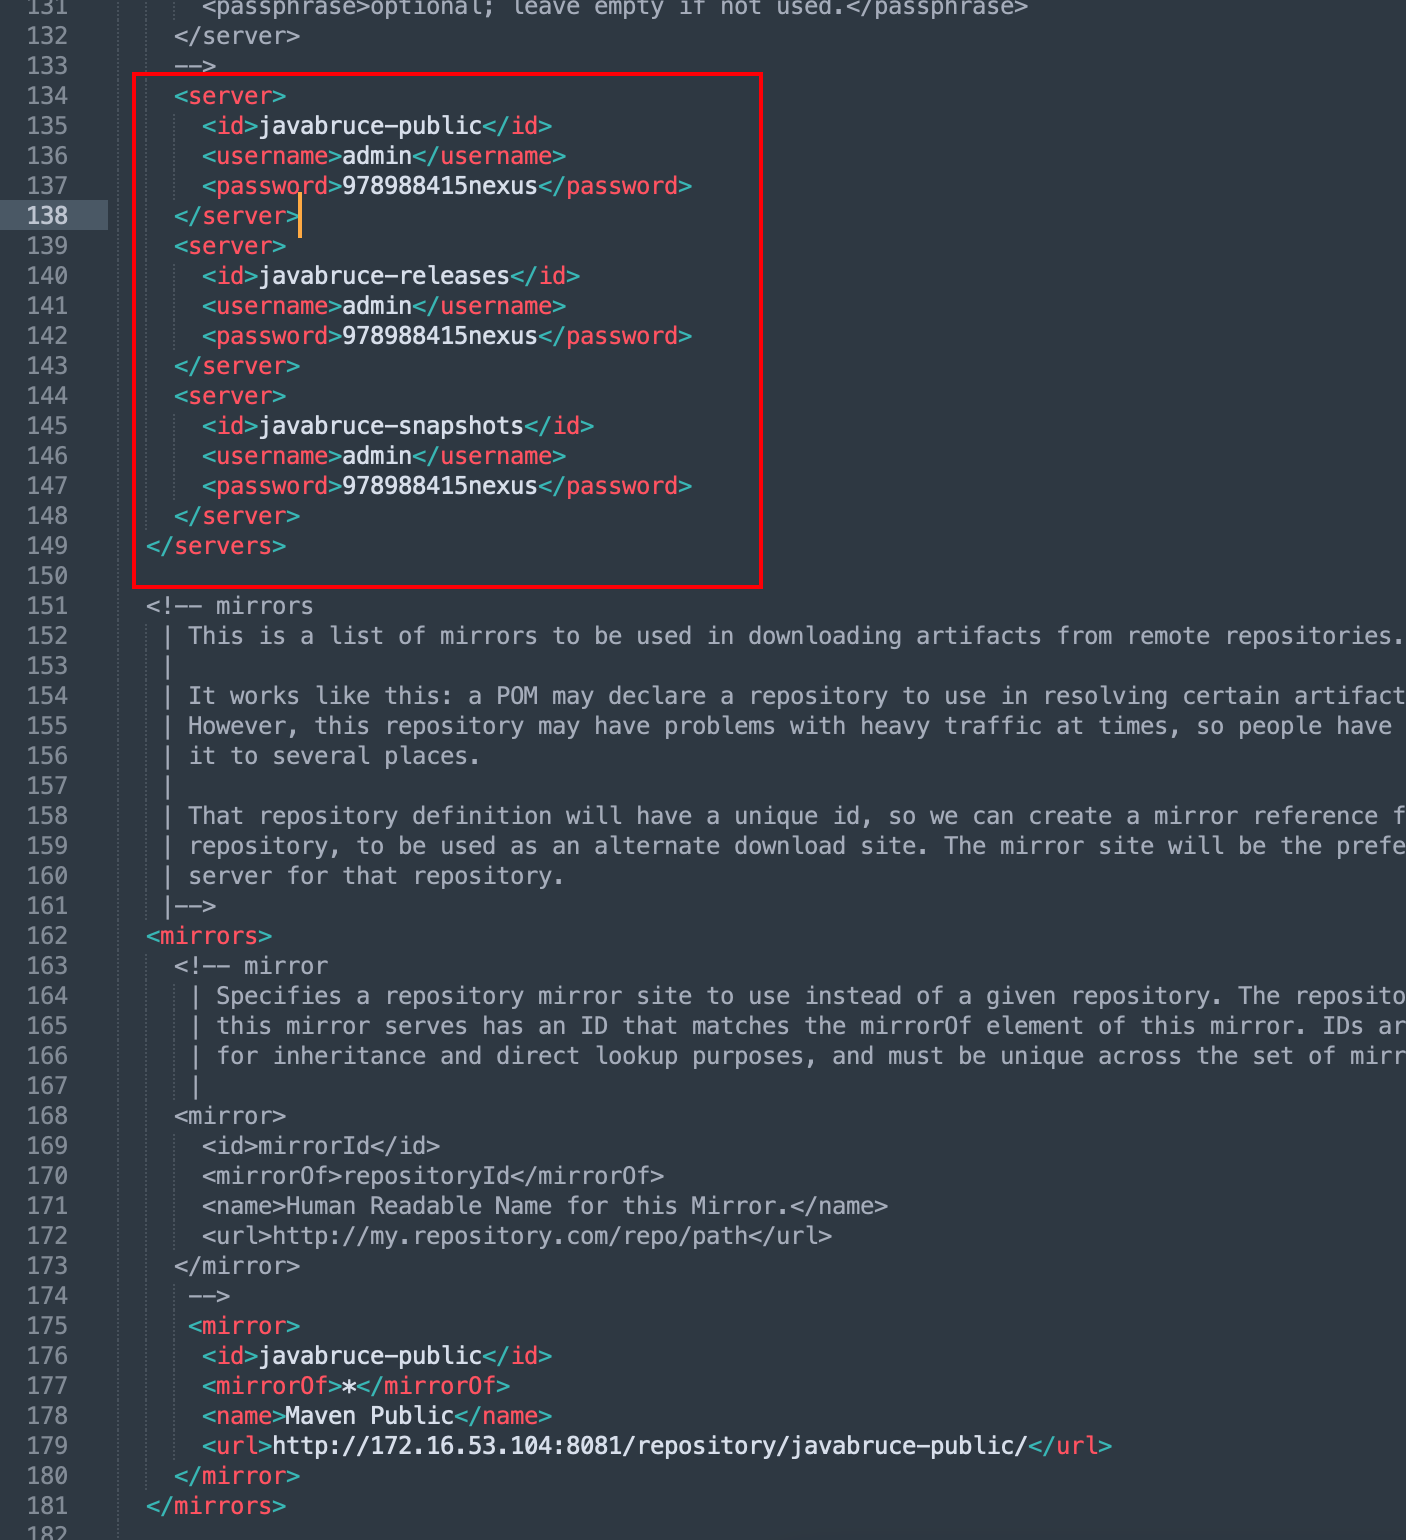 131 <passphrase>optional; leave empty if not used.</passphrase>
132 </server>
133 -->
134 <server>
135 <id>javabruce-public</id>
136 <username>admin</username>
137 <password>978988415nexus</password>
138 </server>
139 <server>
140 <id>javabruce-releases</id>
141 <username>admin</username>
142 <password>978988415nexus</password>
143 </server>
144 <server>
145 <id>javabruce-snapshots</id>
146 <username>admin</username>
147 <password>978988415nexus</password>
148 </server>
149 </servers>
150
151 <!-- mirrors
152 | This is a list of mirrors to be used in downloading artifacts from remote repositories.
153 |
154 | It works like this: a POM may declare a repository to use in resolving certain artifact
155 | However, this repository may have problems with heavy traffic at times, so people have
156 | it to several places.
157 |
158 | That repository definition will have a unique id, so we can create a mirror reference f
159 | repository, to be used as an alternate download site. The mirror site will be the prefe
160 | server for that repository.
161 |-->
162 <mirrors>
163 <!-- mirror
164 | Specifies a repository mirror site to use instead of a given repository. The reposito
165 | this mirror serves has an ID that matches the mirrorOf element of this mirror. IDs ar
166 | for inheritance and direct lookup purposes, and must be unique across the set of mirr
167 |
168 <mirror>
169 <id>mirrorId</id>
170 <mirrorOf>repositoryId</mirrorOf>
171 <name>Human Readable Name for this Mirror.</name>
172 <url>http://my.repository.com/repo/path</url>
173 </mirror>
174 -->
175 <mirror>
176 <id>javabruce-public</id>
177 <mirrorOf>*</mirrorOf>
178 <name>Maven Public</name>
179 <url>http://172.16.53.104:8081/repository/javabruce-public/</url>
180 </mirror>
181 </mirrors>
182